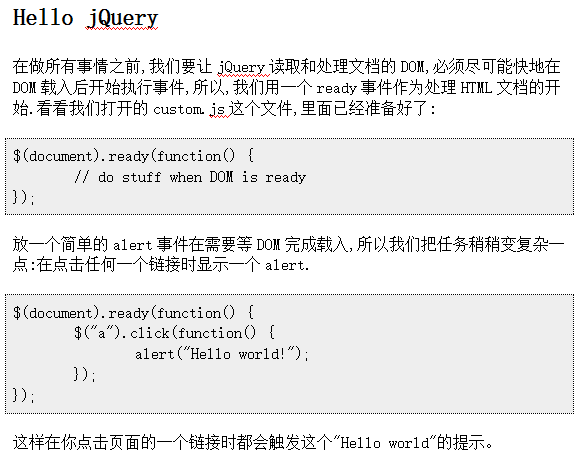 Hello jQuery
在做所有事情之前,我们要让 jQuery 读取和处理文档的 DOM,必须尽可能快地在
DOM 载入后开始执行事件,所以,我们用一个 ready 事件作为处理 HTML 文档的开
始.看看我们打开的 custom.js 这个文件,里面已经准备好了:
$(document).ready(function() {
// do stuff when DOM is ready
});
放一个简单的 alert 事件在需要等 DOM 完成载入,所以我们把任务稍稍变复杂一
点:在点击任何一个链接时显示一个 alert.
$(document).ready(function() {
$("a").click(function() {
alert("Hello world!");
});
});
这样在你点击页面的一个链接时都会触发这个"Hello world"的提示。